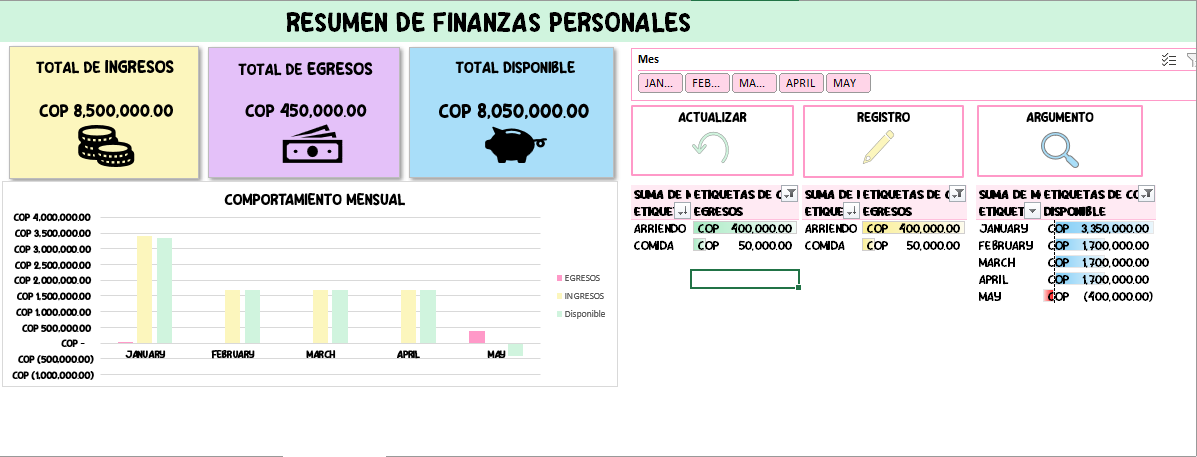 RESUMEN DE FINANZAS PERSONALES
TOTAL DE INGRESOS
COP 8,500,000.00
TOTAL DE EGRESOS
COP 450,000.00
TOTAL DISPONIBLE
COP 8,050,000.00
Mes
JAN... FEB... MA... APRIL MAY
ACTUALIZAR
REGISTRO
ARGUMENTO
COMPORTAMIENTO MENSUAL
COP 4,000,000.00
COP 3,500,000.00
COP 3,000,000.00
COP 2,500,000.00
COP 2,000,000.00
COP 1,500,000.00
COP 1,000,000.00
COP 500,000.00
COP -
COP (500,000.00)
COP (1,000,000.00)
JANUARY FEBRUARY MARCH APRIL MAY
EGRESOS
INGRESOS
Disponible
SUMA DE ETIQUETAS DE C
ETIQUE EGRESOS
ARRIENDO COP 400,000.00
COMIDA COP 50,000.00
SUMA DE ETIQUETAS DE C
ETIQUE EGRESOS
ARRIENDO COP 400,000.00
COMIDA COP 50,000.00
SUMA DE M ETIQUETAS DE CO
ETIQUET DISPONIBLE
JANUARY COP 3,350,000.00
FEBRUARY COP 1,700,000.00
MARCH COP 1,700,000.00
APRIL COP 1,700,000.00
MAY COP (400,000.00)